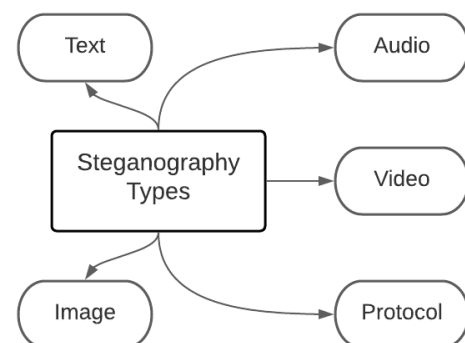 Text
Audio
Steganography
Types
Video
Image
Protocol